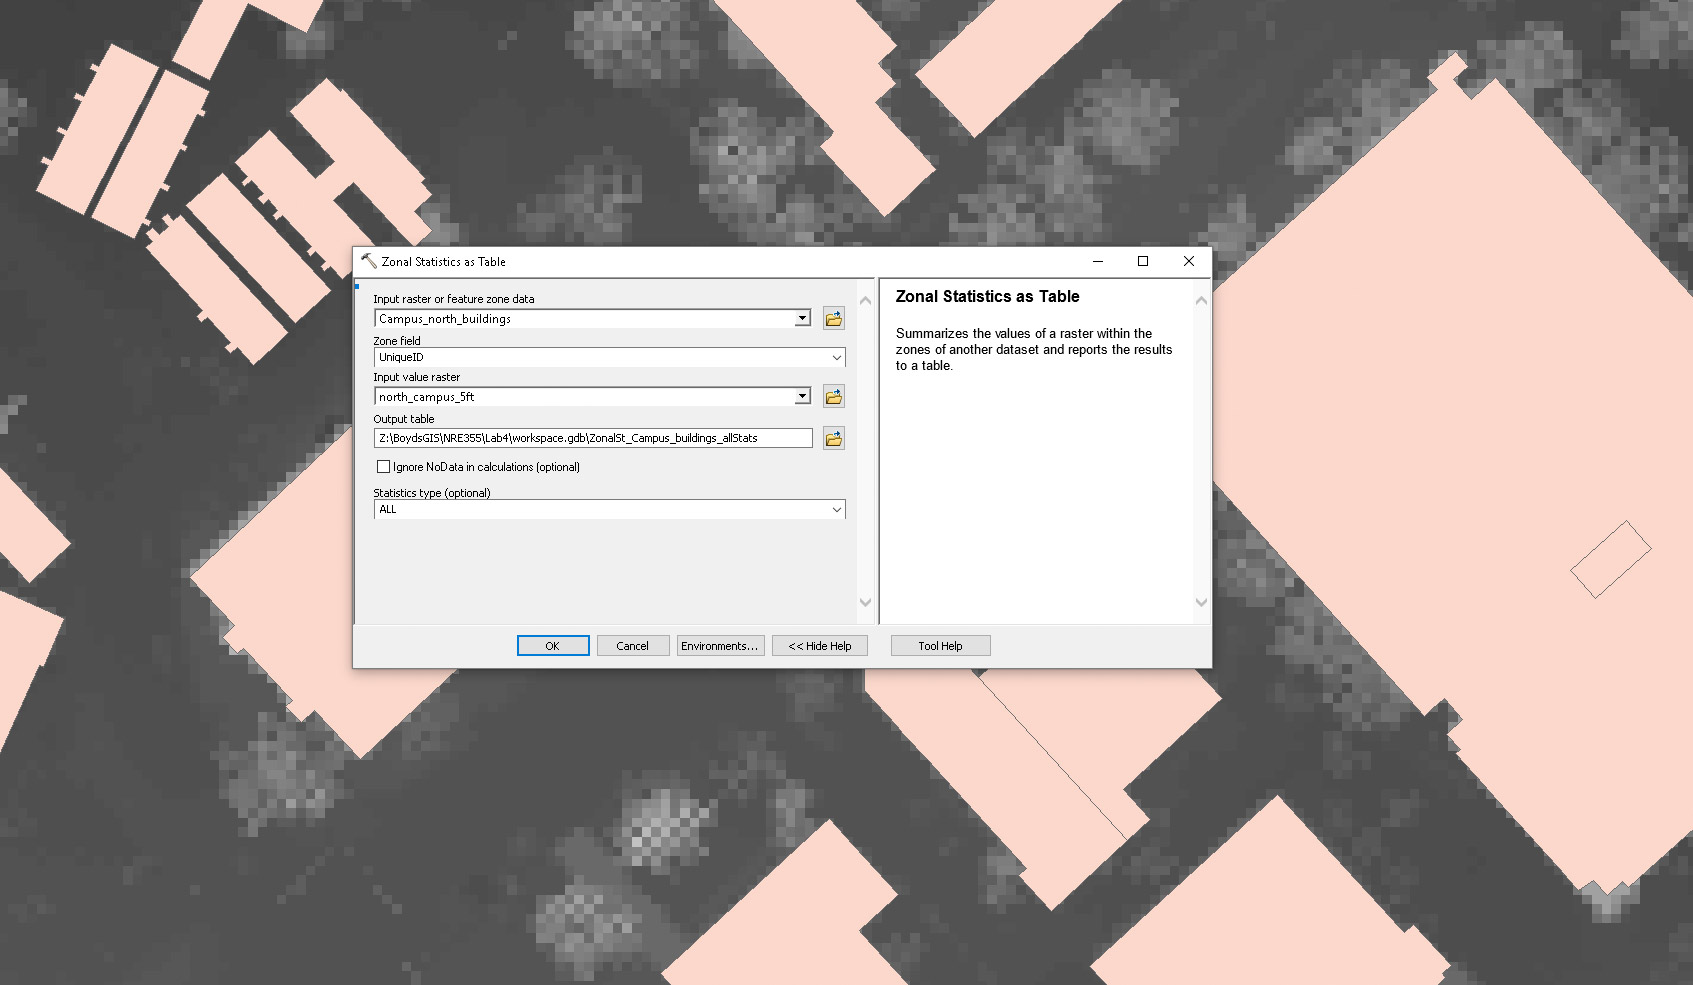 Zonal Statistics as Table
Input raster or feature zone data
Campus_north_buildings
Zone field
UniqueID
Input value raster
north_campus_5ft
Output table
Z:\BoydsGIS\NRE355\Lab4\workspace.gdb\ZonalSt_Campus_buildings_allStats
Ignore NoData in calculations (optional)
Statistics type (optional)
ALL
Zonal Statistics as Table
Summarizes the values of a raster within the
zones of another dataset and reports the results
to a table.
OK
Cancel
Environments...
<< Hide Help
Tool Help